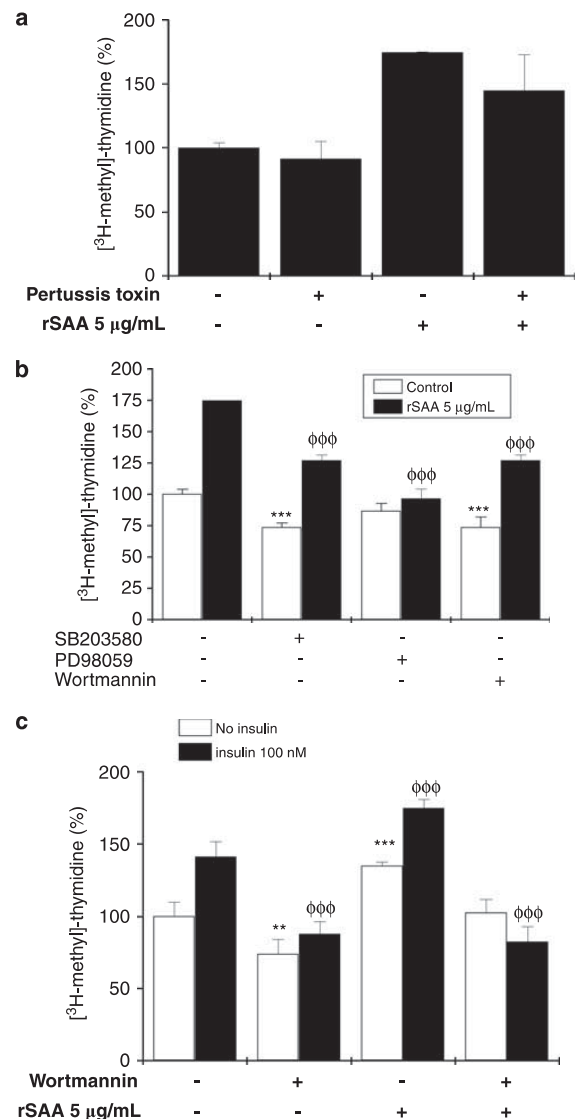 a
200
150
100
50
0
[³H-methyl]-thymidine (%)
Pertussis toxin - + - +
rSAA 5 μg/mL - - + +
b
200
175
150
125
100
75
50
25
0
[³H-methyl]-thymidine (%)
Control
rSAA 5 μg/mL
*** ϕϕϕ ϕϕϕ *** ϕϕϕ
SB203580 - + - -
PD98059 - - + -
Wortmannin - - - +
c
No insulin
insulin 100 nM
200
150
100
50
0
[³H-methyl]-thymidine (%)
** ϕϕϕ *** ϕϕϕ ϕϕϕ
Wortmannin - + - +
rSAA 5 μg/mL - - + +